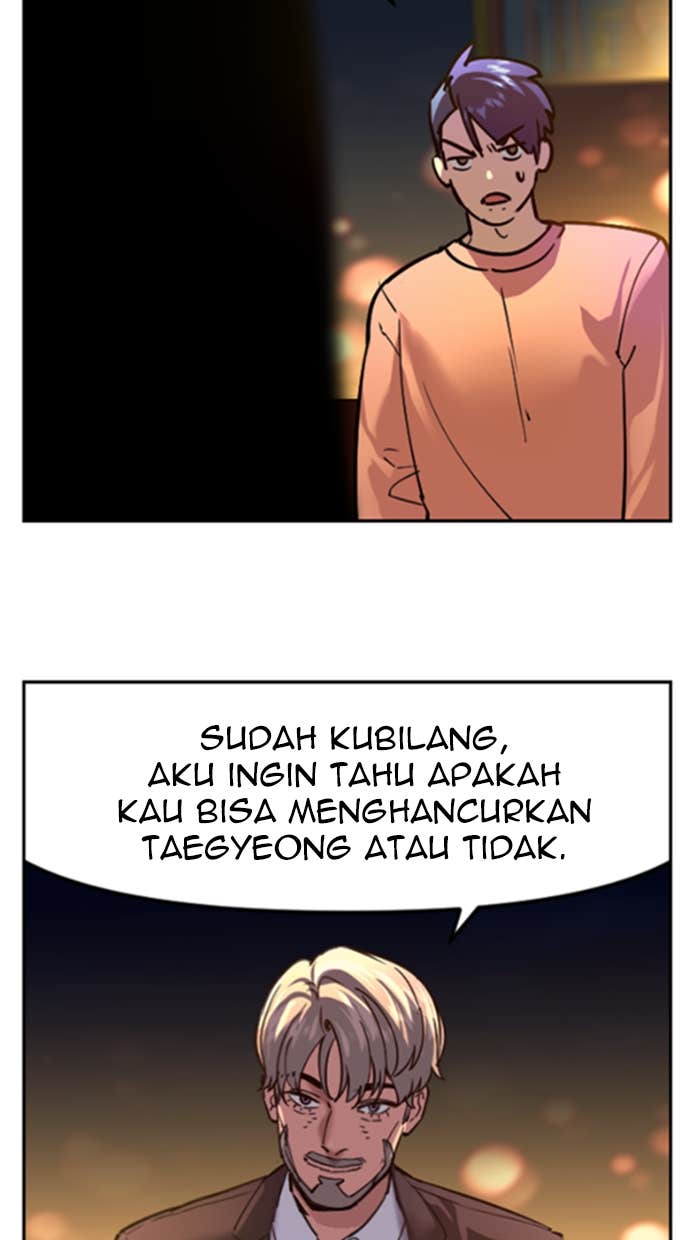 SUDAH KUBILANG,
AKU INGIN TAHU APAKAH
KAU BISA MENGHANCURKAN
TAEGYEONG ATAU TIDAK.